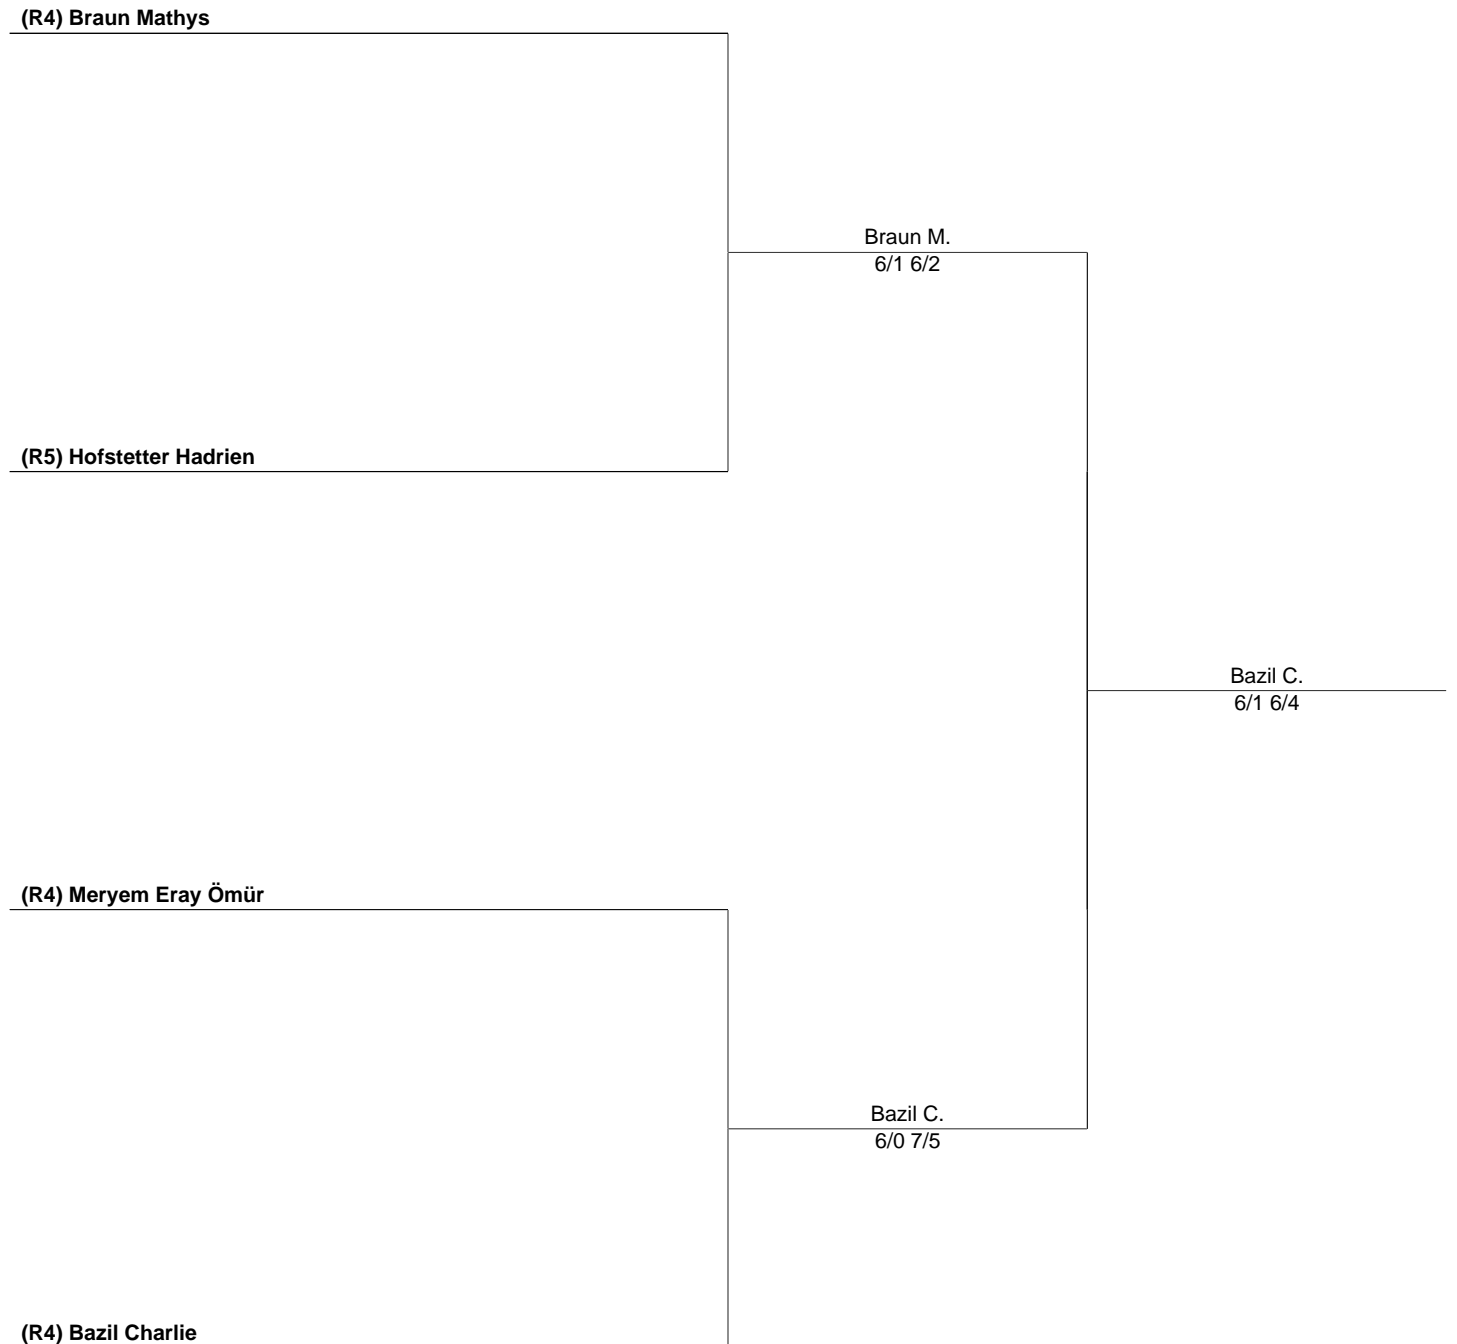 (R4) Braun Mathys
Braun M.
6/1 6/2
(R5) Hofstetter Hadrien
Bazil C.
6/1 6/4
(R4) Meryem Eray Ömür
Bazil C.
6/0 7/5
(R4) Bazil Charlie